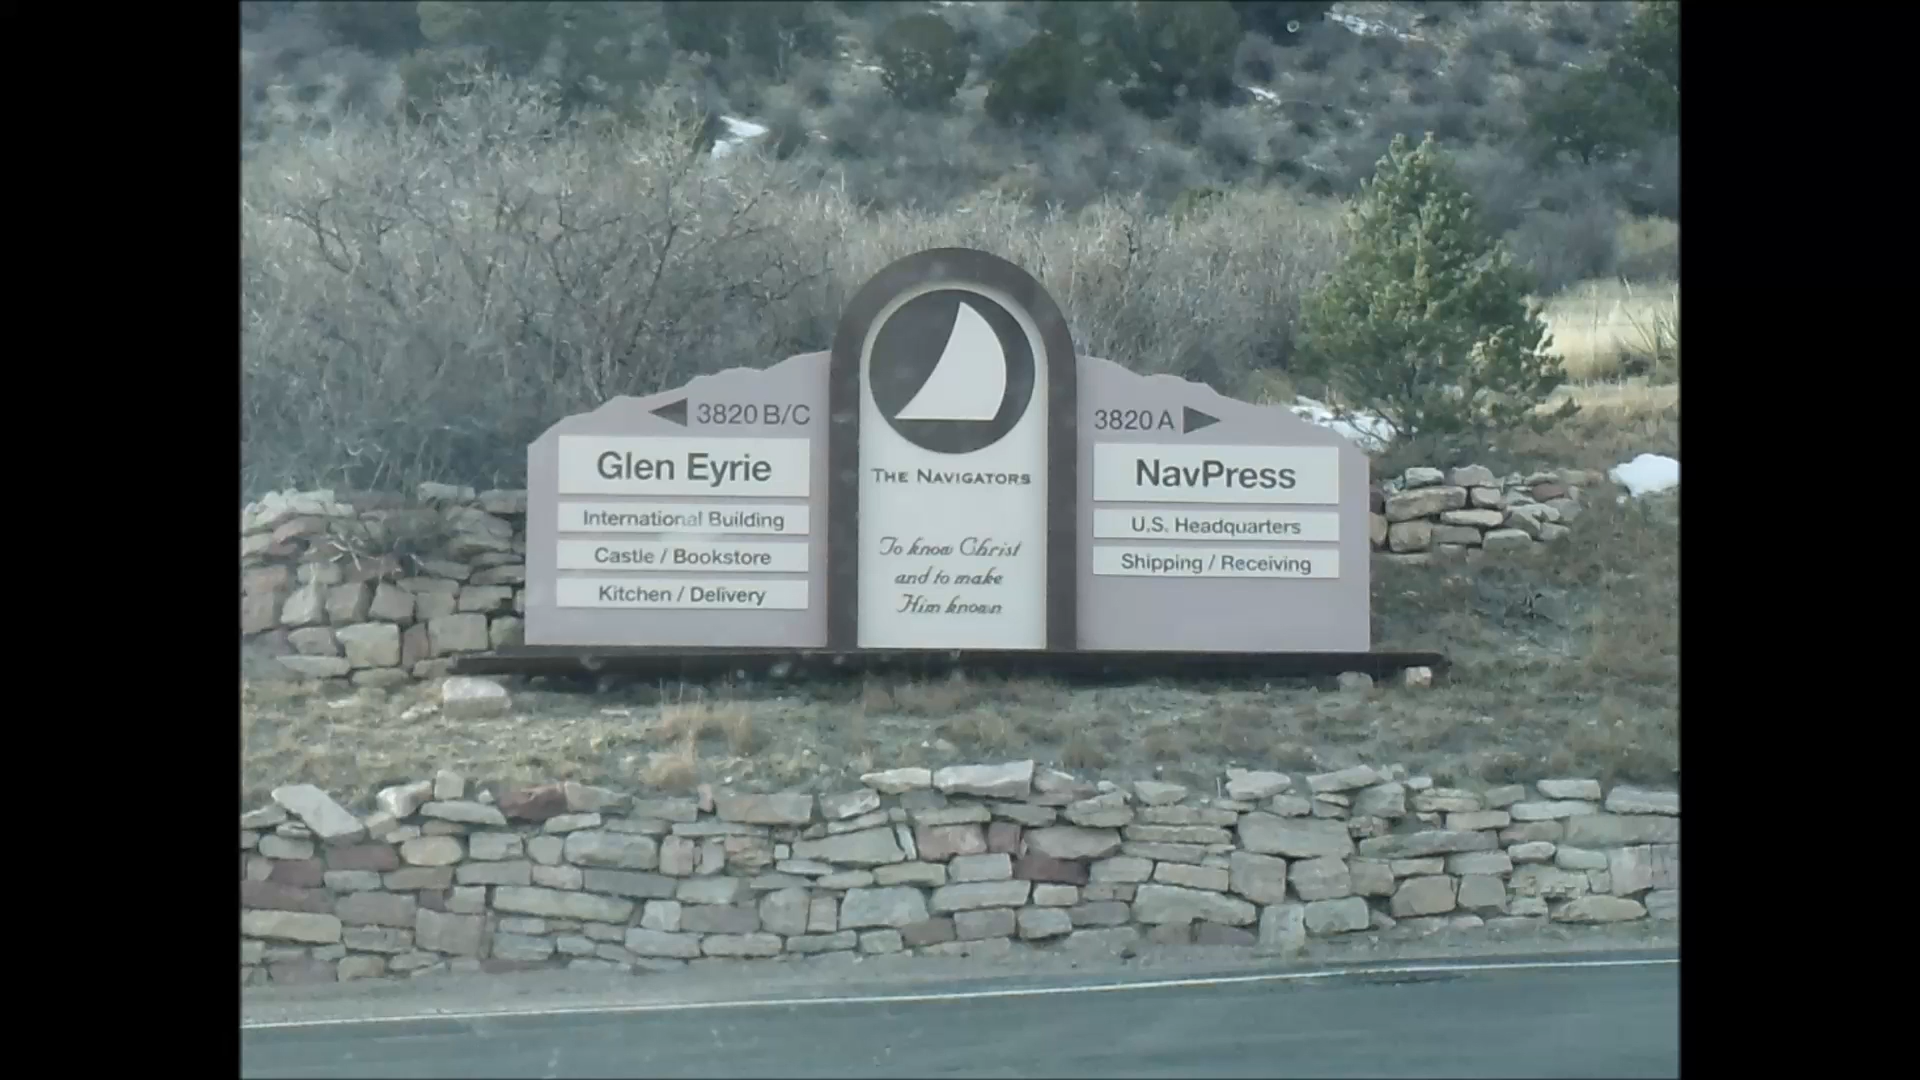 3820 B/C
Glen Eyrie
International Building
Castle / Bookstore
Kitchen / Delivery
THE NAVIGATORS
To know Christ
and to make
Him known
3820 A
NavPress
U.S. Headquarters
Shipping / Receiving